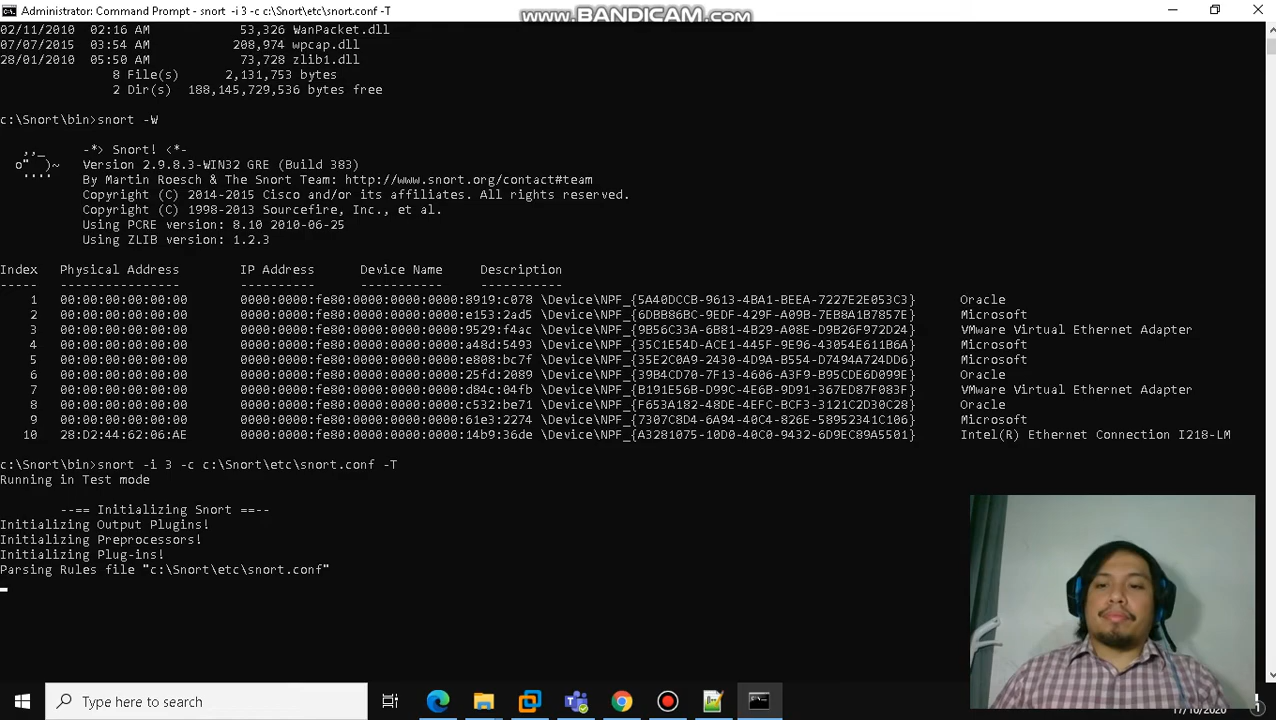 Administrator: Command Prompt - snort -i 3 -c c:\Snort\etc\snort.conf -T
www.BANDICAM.com
02/11/2010  02:16 AM            53,326 WanPacket.dll
07/07/2015  03:54 AM           208,974 wpcap.dll
28/01/2010  05:50 AM            73,728 zlib1.dll
8 File(s)      2,131,753 bytes
2 Dir(s)  188,145,729,536 bytes free
c:\Snort\bin>snort -W
,,_     -*> Snort! <*-
o"  )~   Version 2.9.8.3-WIN32 GRE (Build 383)
''''    By Martin Roesch & The Snort Team: http://www.snort.org/contact#team
Copyright (C) 2014-2015 Cisco and/or its affiliates. All rights reserved.
Copyright (C) 1998-2013 Sourcefire, Inc., et al.
Using PCRE version: 8.10 2010-06-25
Using ZLIB version: 1.2.3
Index   Physical Address        IP Address      Device Name     Description
-----   ----------------        ----------      -----------     -----------
1   00:00:00:00:00:00       0000:0000:fe80:0000:0000:0000:8919:c078 \Device\NPF_{5A40DCCB-9613-4BA1-BEEA-7227E2E053C3}      Oracle
2   00:00:00:00:00:00       0000:0000:fe80:0000:0000:0000:e153:2ad5 \Device\NPF_{6DBB86BC-9EDF-429F-A09B-7EB8A1B7857E}      Microsoft
3   00:00:00:00:00:00       0000:0000:fe80:0000:0000:0000:9529:f4ac \Device\NPF_{9B56C33A-6B81-4B29-A08E-D9B26F972D24}      VMware Virtual Ethernet Adapter
4   00:00:00:00:00:00       0000:0000:fe80:0000:0000:0000:a48d:5493 \Device\NPF_{35C1E54D-ACE1-445F-9E96-43054E611B6A}      Microsoft
5   00:00:00:00:00:00       0000:0000:fe80:0000:0000:0000:e808:bc7f \Device\NPF_{35E2C0A9-2430-4D9A-B554-D7494A724DD6}      Microsoft
6   00:00:00:00:00:00       0000:0000:fe80:0000:0000:0000:25fd:2089 \Device\NPF_{39B4CD70-7F13-4606-A3F9-B95CDE6D099E}      Oracle
7   00:00:00:00:00:00       0000:0000:fe80:0000:0000:0000:d84c:04fb \Device\NPF_{B191E56B-D99C-4E6B-9D91-367ED87F083F}      VMware Virtual Ethernet Adapter
8   00:00:00:00:00:00       0000:0000:fe80:0000:0000:0000:c532:be71 \Device\NPF_{F653A182-48DE-4EFC-BCF3-3121C2D30C28}      Oracle
9   00:00:00:00:00:00       0000:0000:fe80:0000:0000:0000:61e3:2274 \Device\NPF_{7307C8D4-6A94-40C4-826E-58952341C106}      Microsoft
10   28:D2:44:62:06:AE       0000:0000:fe80:0000:0000:0000:14b9:36de \Device\NPF_{A3281075-10D0-40C0-9432-6D9EC89A5501}      Intel(R) Ethernet Connection I218-LM
c:\Snort\bin>snort -i 3 -c c:\Snort\etc\snort.conf -T
Running in Test mode
--== Initializing Snort ==--
Initializing Output Plugins!
Initializing Preprocessors!
Initializing Plug-ins!
Parsing Rules file "c:\Snort\etc\snort.conf"
Type here to search
17/10/2020